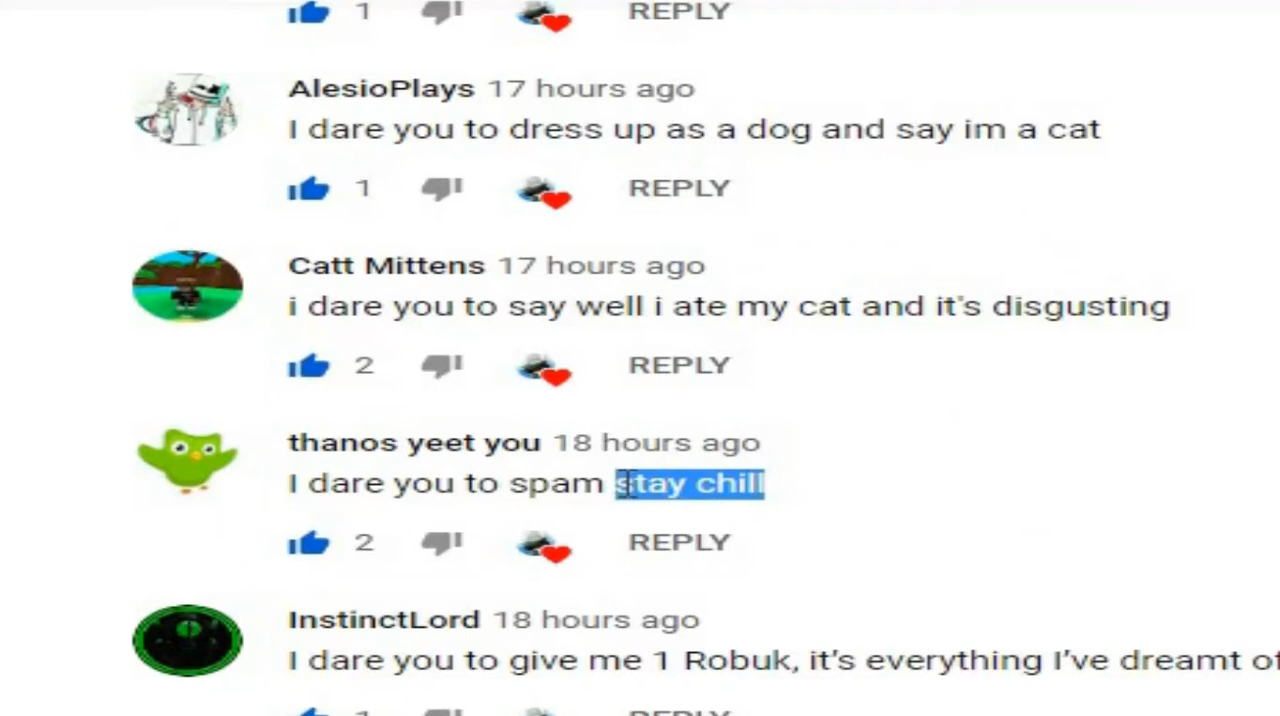 1 REPLY
AlesioPlays 17 hours ago
I dare you to dress up as a dog and say im a cat
1 REPLY
Catt Mittens 17 hours ago
i dare you to say well i ate my cat and it's disgusting
2 REPLY
thanos yeet you 18 hours ago
I dare you to spam stay chill
2 REPLY
InstinctLord 18 hours ago
I dare you to give me 1 Robuk, it's everything I've dreamt of
1 REPLY